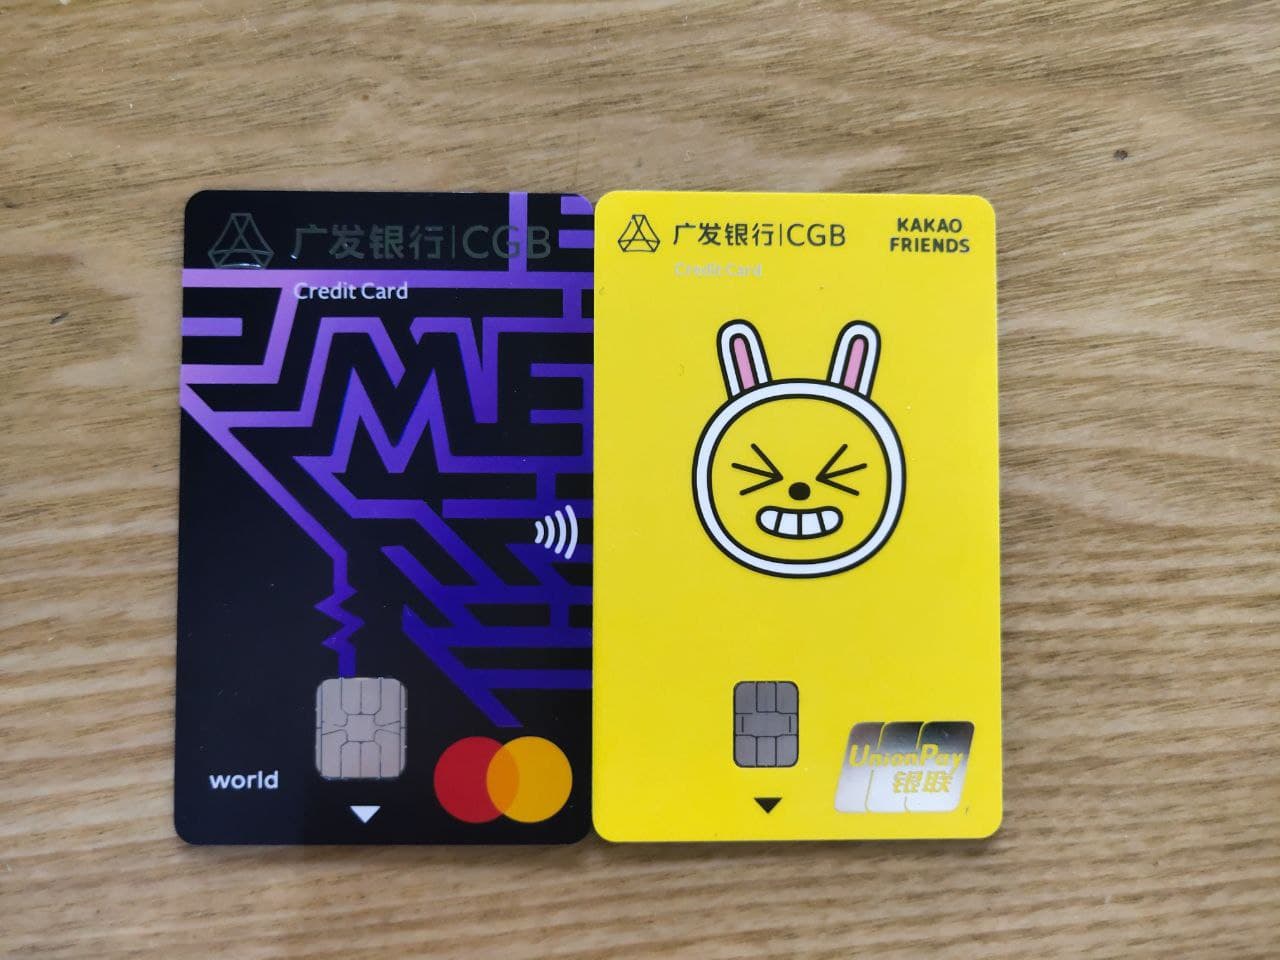 广发银行|CGB
Credit Card
ME
world
广发银行|CGB
Credit Card
KAKAO
FRIENDS
UnionPay
银联